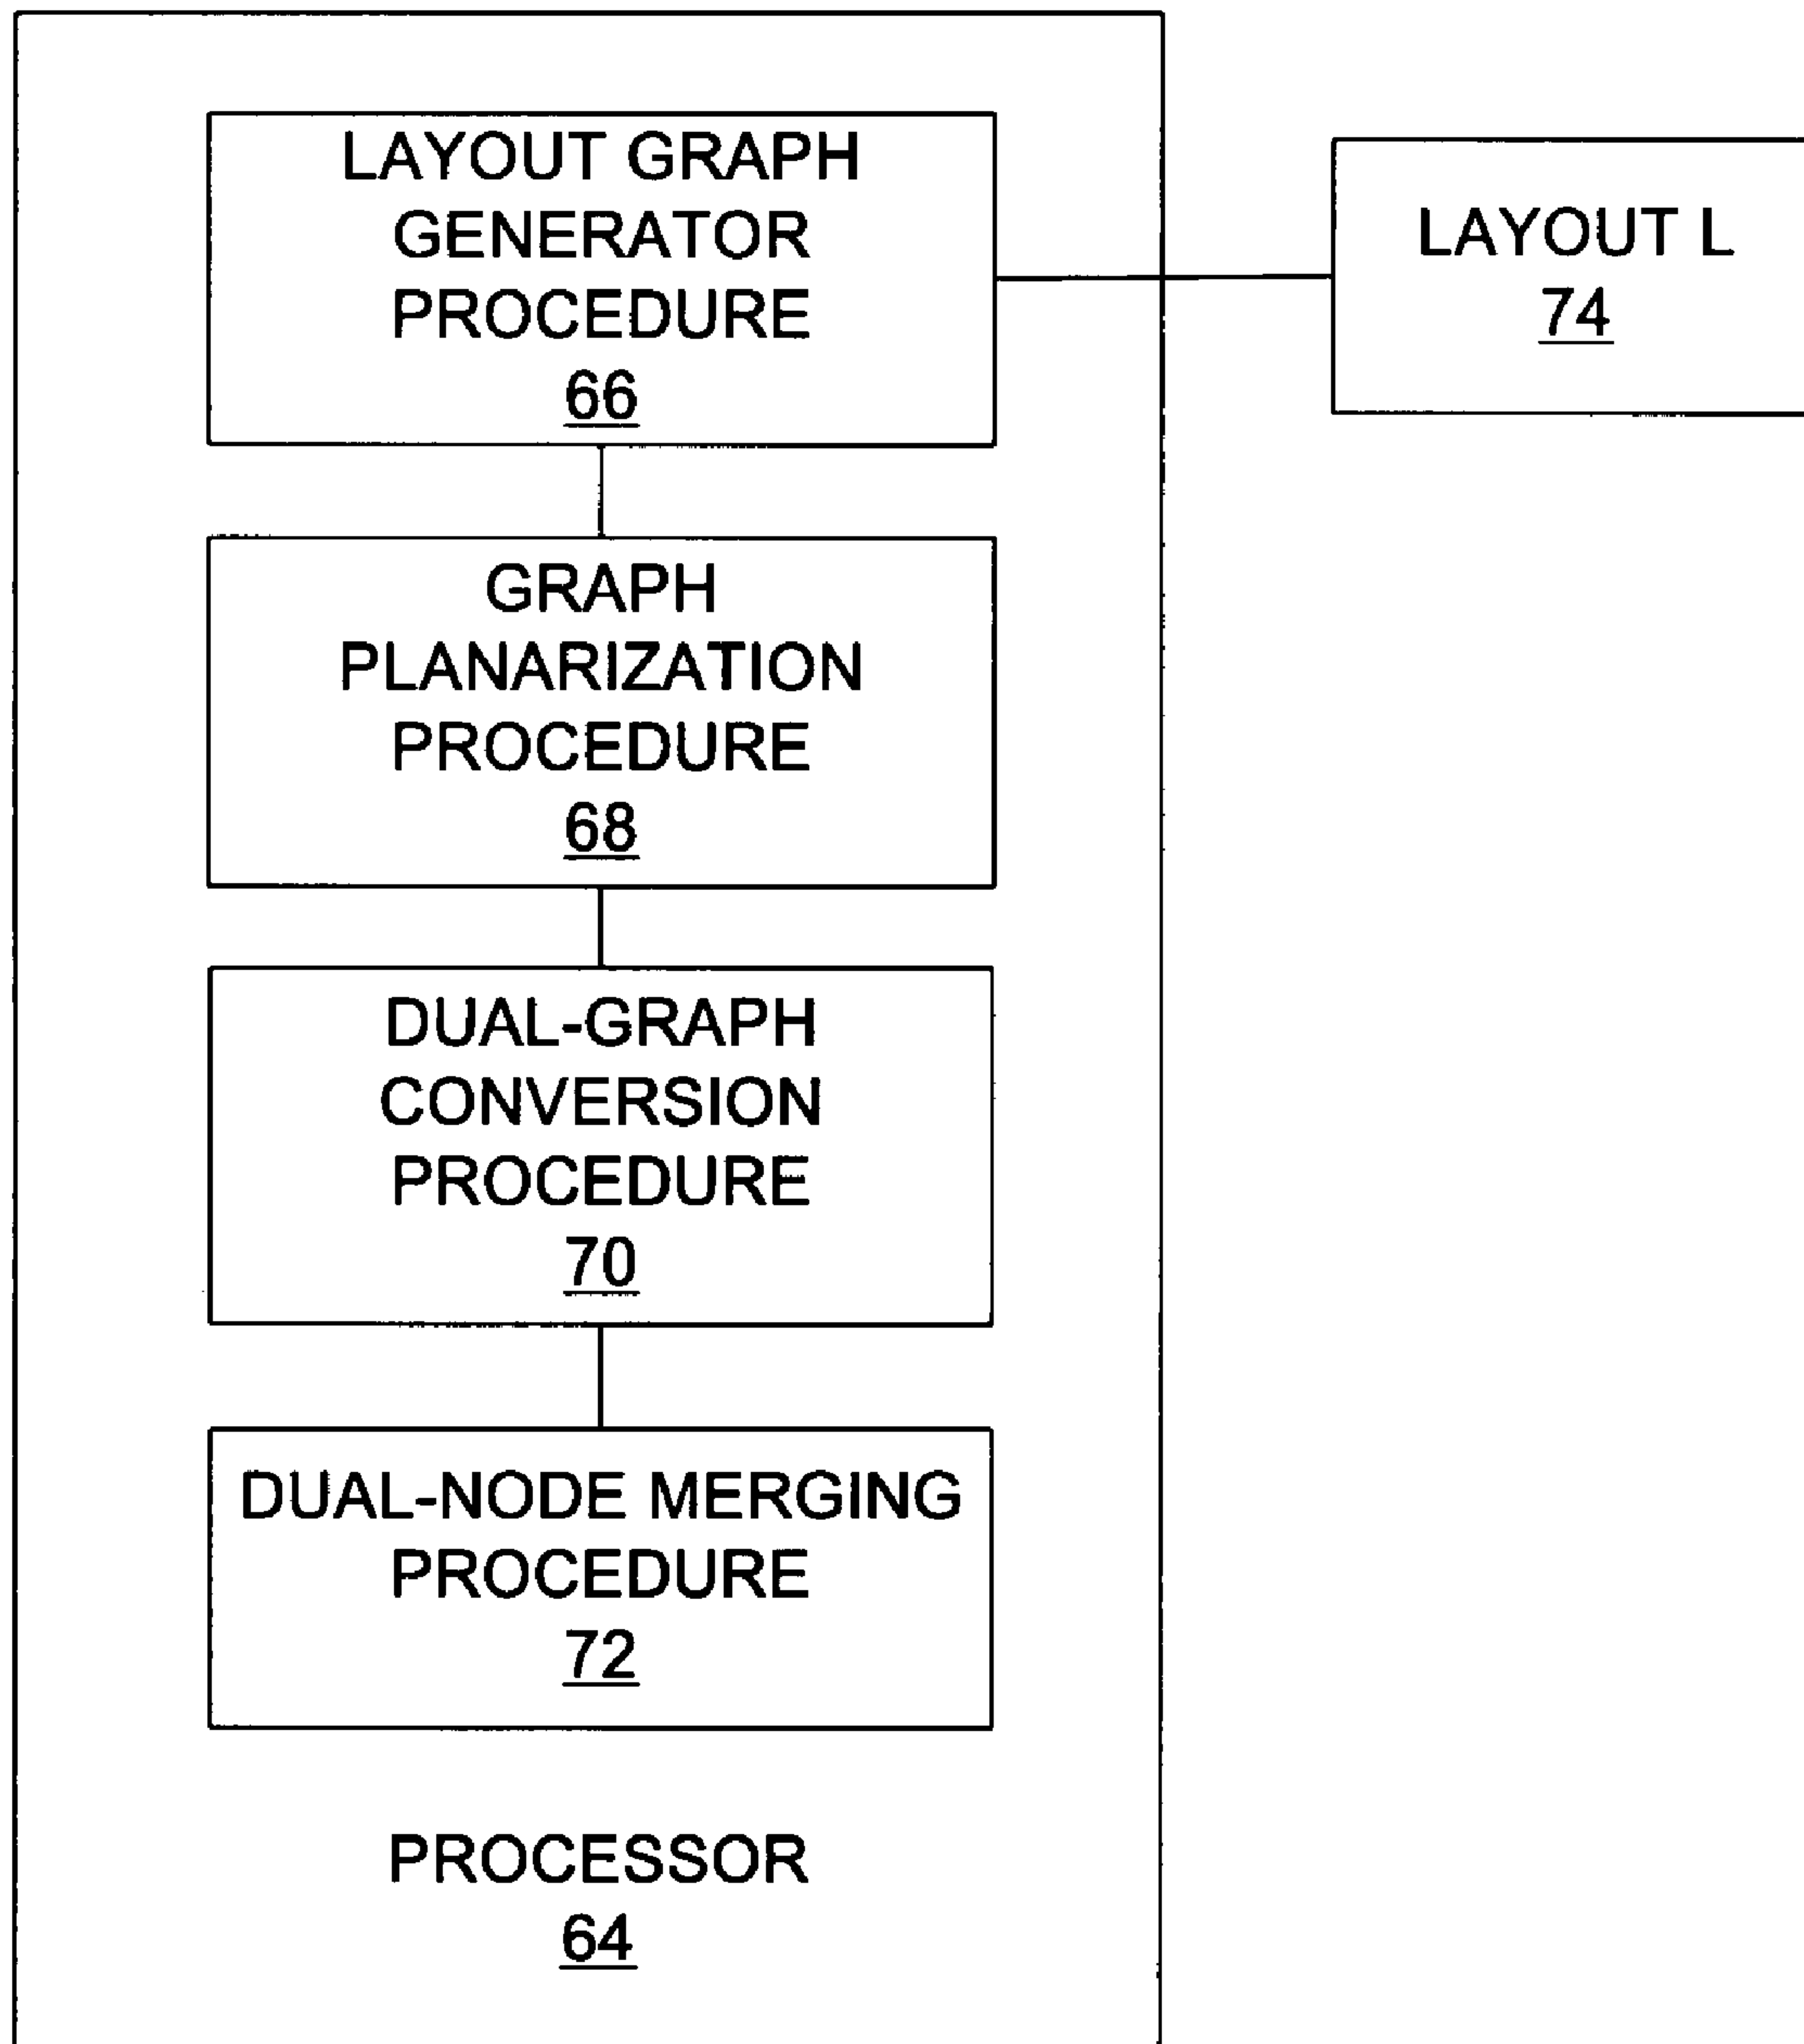 LAYOUT GRAPH
GENERATOR
PROCEDURE
66
LAYOUT L
74
GRAPH
PLANARIZATION
PROCEDURE
68
DUAL-GRAPH
CONVERSION
PROCEDURE
70
DUAL-NODE MERGING
PROCEDURE
72
PROCESSOR
64